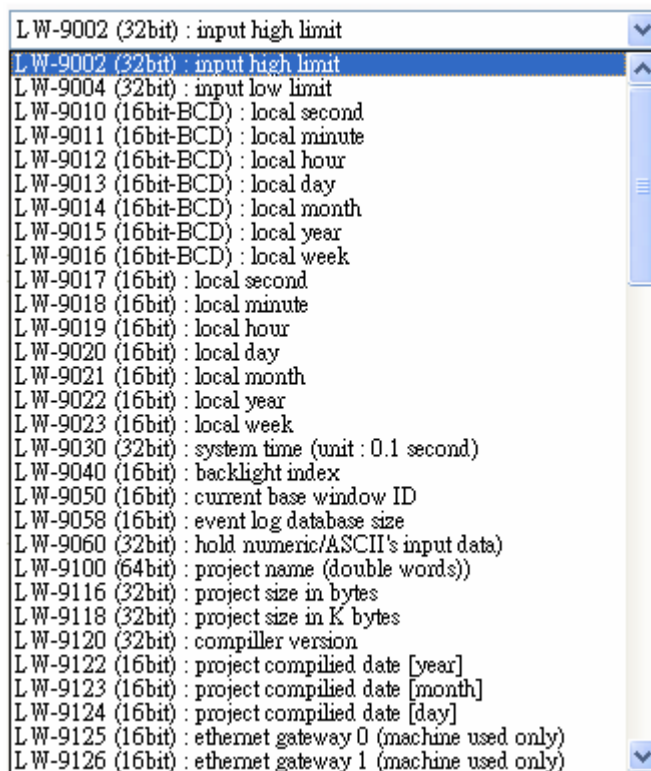 LW-9002 (32bit) : input high limit
LW-9002 (32bit) : input high limit
LW-9004 (32bit) : input low limit
LW-9010 (16bit-BCD) : local second
LW-9011 (16bit-BCD) : local minute
LW-9012 (16bit-BCD) : local hour
LW-9013 (16bit-BCD) : local day
LW-9014 (16bit-BCD) : local month
LW-9015 (16bit-BCD) : local year
LW-9016 (16bit-BCD) : local week
LW-9017 (16bit) : local second
LW-9018 (16bit) : local minute
LW-9019 (16bit) : local hour
LW-9020 (16bit) : local day
LW-9021 (16bit) : local month
LW-9022 (16bit) : local year
LW-9023 (16bit) : local week
LW-9030 (32bit) : system time (unit : 0.1 second)
LW-9040 (16bit) : backlight index
LW-9050 (16bit) : current base window ID
LW-9058 (16bit) : event log database size
LW-9060 (32bit) : hold numeric/ASCII's input data)
LW-9100 (64bit) : project name (double words))
LW-9116 (32bit) : project size in bytes
LW-9118 (32bit) : project size in K bytes
LW-9120 (32bit) : compiller version
LW-9122 (16bit) : project compilied date [year]
LW-9123 (16bit) : project compilied date [month]
LW-9124 (16bit) : project compilied date [day]
LW-9125 (16bit) : ethernet gateway 0 (machine used only)
LW-9126 (16bit) : ethernet gateway 1 (machine used only)